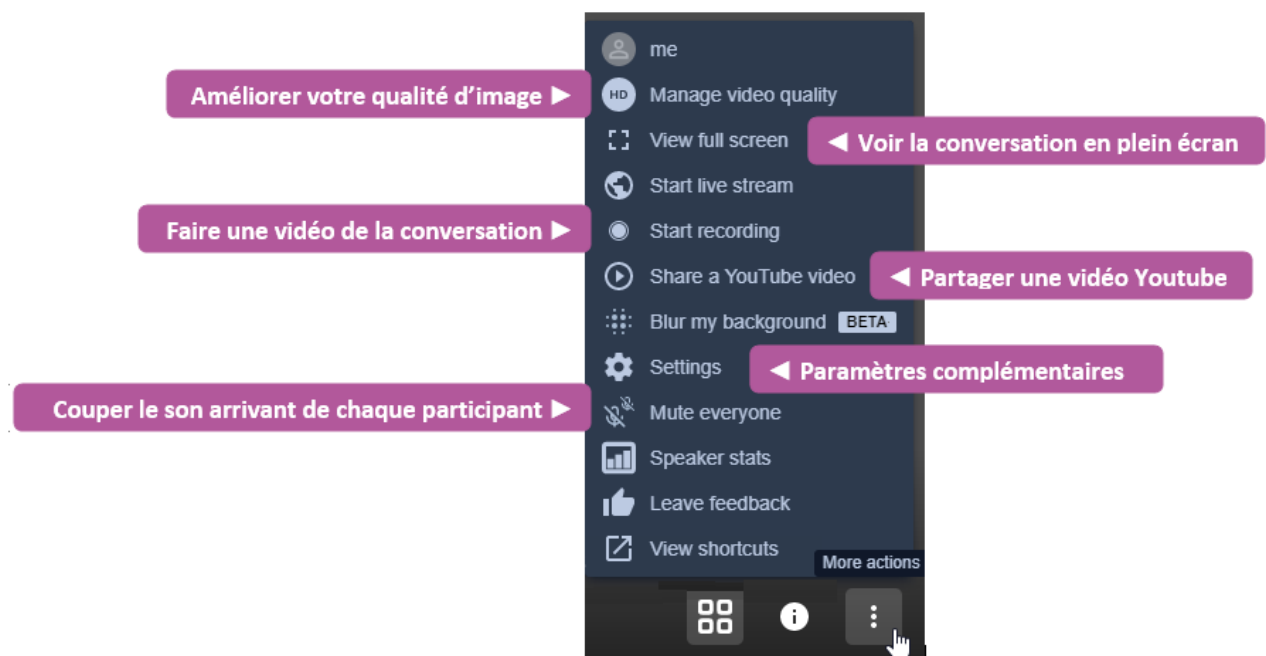 me
Améliorer votre qualité d'image ▶
HD
Manage video quality
View full screen
◀ Voir la conversation en plein écran
Start live stream
Faire une vidéo de la conversation ▶
Start recording
Share a YouTube video
◀ Partager une vidéo Youtube
Blur my background BETA
Settings
◀ Paramètres complémentaires
Couper le son arrivant de chaque participant ▶
Mute everyone
Speaker stats
Leave feedback
View shortcuts
More actions